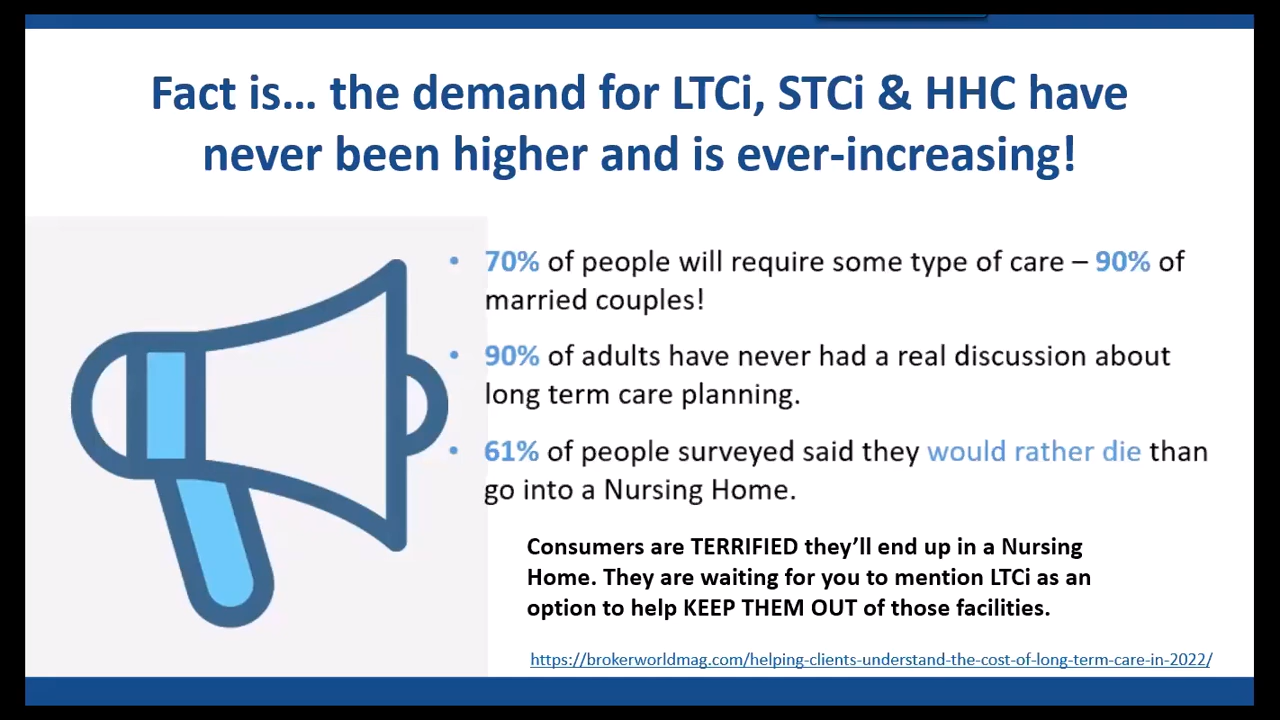 Fact is... the demand for LTCi, STCi & HHC have
never been higher and is ever-increasing!
• 70% of people will require some type of care – 90% of
married couples!
• 90% of adults have never had a real discussion about
long term care planning.
• 61% of people surveyed said they would rather die than
go into a Nursing Home.
Consumers are TERRIFIED they’ll end up in a Nursing
Home. They are waiting for you to mention LTCi as an
option to help KEEP THEM OUT of those facilities.
https://brokerworldmag.com/helping-clients-understand-the-cost-of-long-term-care-in-2022/